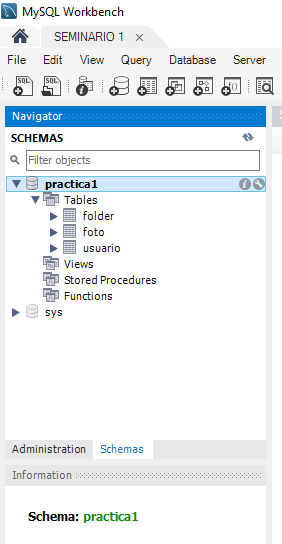 MySQL Workbench
SEMINARIO 1 ×
File Edit View Query Database Server
SQL SQL
Navigator
SCHEMAS
Filter objects
practica1
Tables
folder
foto
usuario
Views
Stored Procedures
Functions
sys
Administration Schemas
Information
Schema: practica1